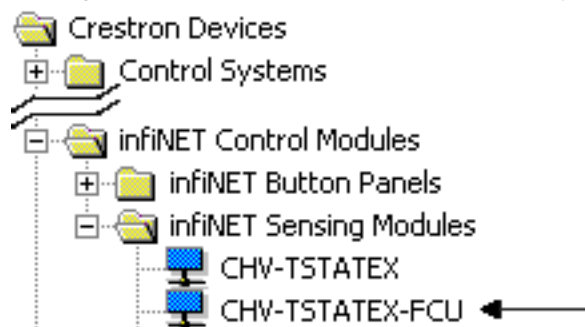 Crestron Devices
Control Systems
infiNET Control Modules
infiNET Button Panels
infiNET Sensing Modules
CHV-TSTATEX
CHV-TSTATEX-FCU